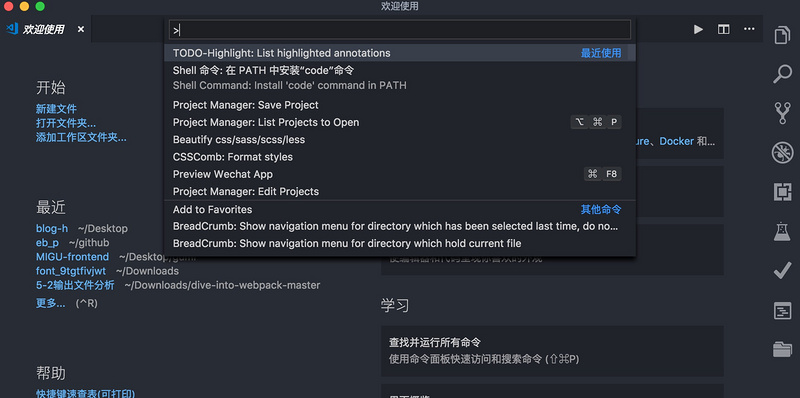 欢迎使用
欢迎使用
>
TODO-Highlight: List highlighted annotations
最近使用
Shell 命令: 在 PATH 中安装“code”命令
Shell Command: Install 'code' command in PATH
Project Manager: Save Project
Project Manager: List Projects to Open
⌥ ⌘ P
Beautify css/sass/scss/less
CSSComb: Format styles
Preview Wechat App
⌘ F8
Project Manager: Edit Projects
Add to Favorites
其他命令
BreadCrumb: Show navigation menu for directory which has been selected last time, do no...
BreadCrumb: Show navigation menu for directory which hold current file
开始
新建文件
打开文件夹...
添加工作区文件夹...
最近
blog-h ~/Desktop
eb_p ~/github
MIGU-frontend ~/Desktop/
font_9tgtfivjwt ~/Downloads
5-2输出文件分析 ~/Downloads/dive-into-webpack-master
更多... (^R)
帮助
快捷键速查表(可打印)
、Docker 和...
学习
查找并运行所有命令
使用命令面板快速访问和搜索命令 (⇧⌘P)